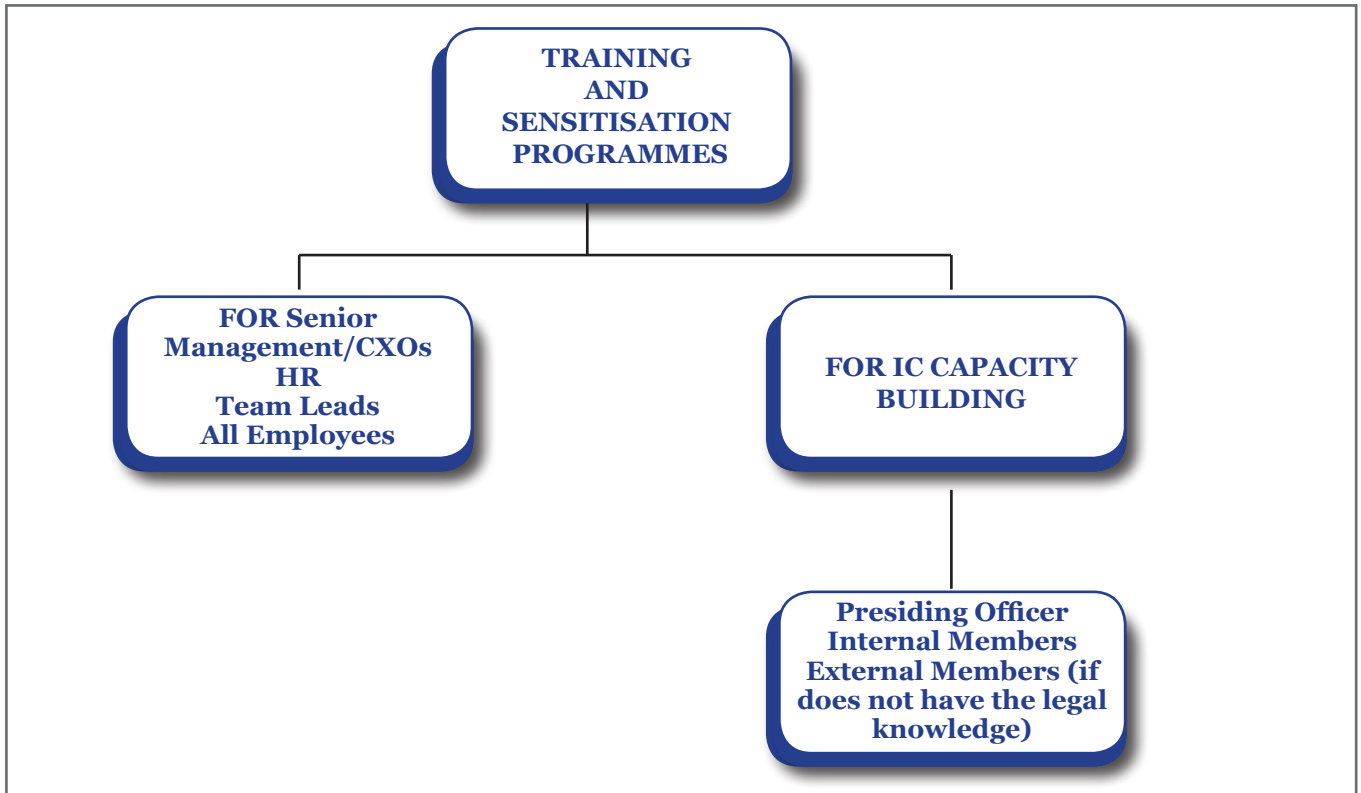 TRAINING
AND
SENSITISATION
PROGRAMMES
FOR Senior
Management/CXOs
HR
Team Leads
All Employees
FOR IC CAPACITY
BUILDING
Presiding Officer
Internal Members
External Members (if
does not have the legal
knowledge)